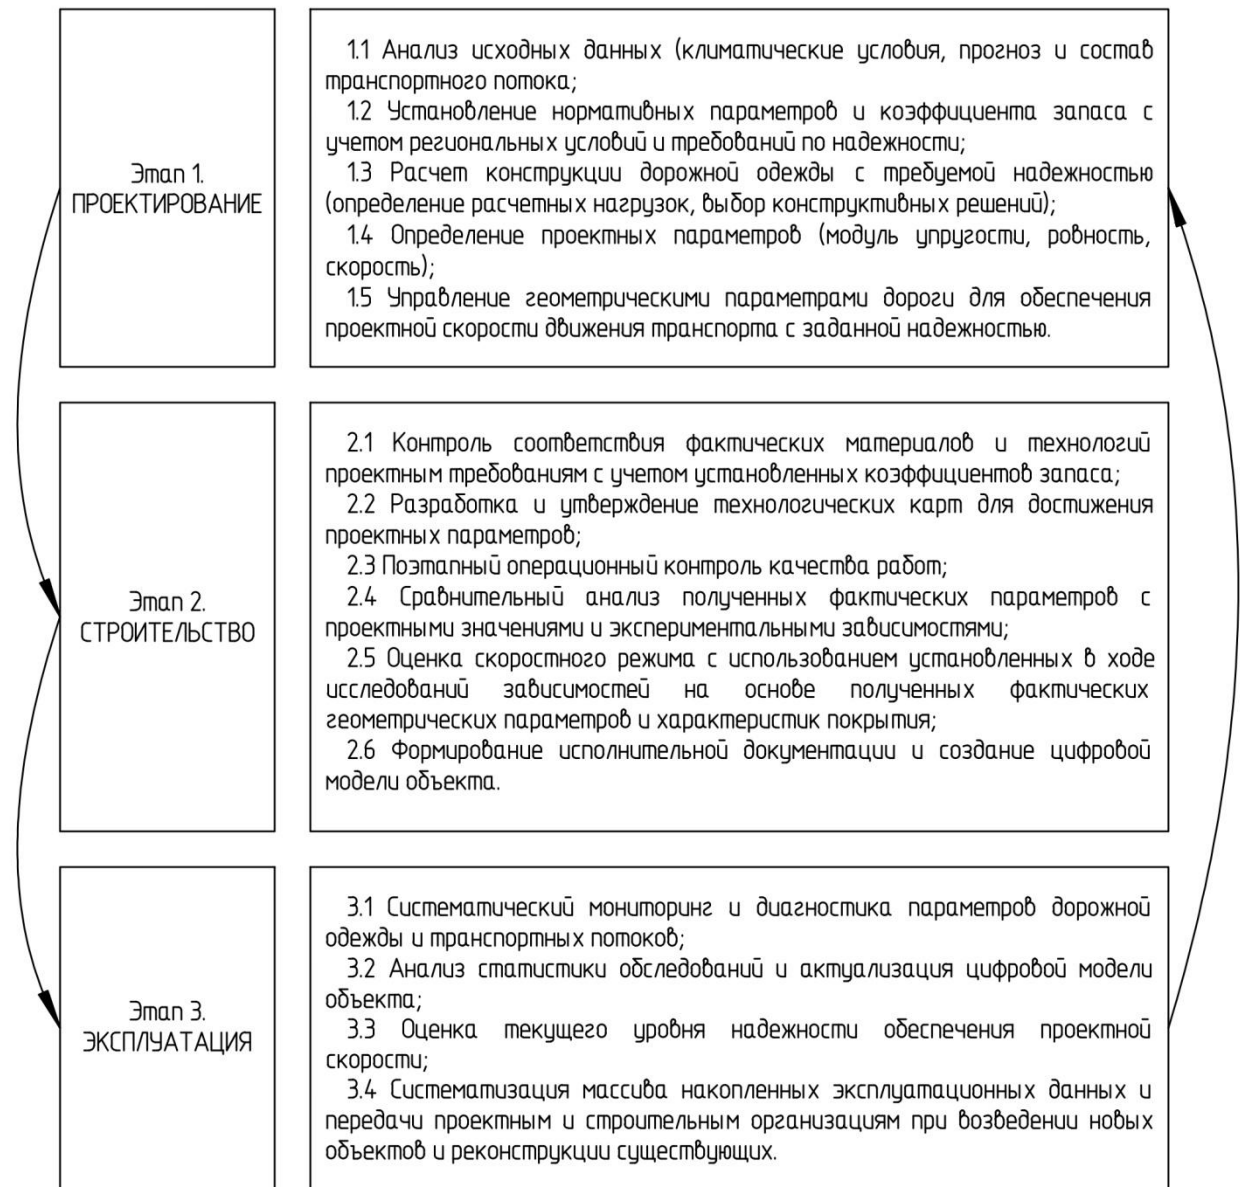 Этап 1.
ПРОЕКТИРОВАНИЕ
1.1 Анализ исходных данных (климатические условия, прогноз и состав
транспортного потока;
1.2 Установление нормативных параметров и коэффициента запаса с
учетом региональных условий и требований по надежности;
1.3 Расчет конструкции дорожной одежды с требуемой надежностью
(определение расчетных нагрузок, выбор конструктивных решений);
1.4 Определение проектных параметров (модуль упругости, ровность,
скорость);
1.5 Управление геометрическими параметрами дороги для обеспечения
проектной скорости движения транспорта с заданной надежностью.
Этап 2.
СТРОИТЕЛЬСТВО
2.1 Контроль соответствия фактических материалов и технологий
проектным требованиям с учетом установленных коэффициентов запаса;
2.2 Разработка и утверждение технологических карт для достижения
проектных параметров;
2.3 Поэтапный операционный контроль качества работ;
2.4 Сравнительный анализ полученных фактических параметров с
проектными значениями и экспериментальными зависимостями;
2.5 Оценка скоростного режима с использованием установленных в ходе
исследований зависимостей на основе полученных фактических
геометрических параметров и характеристик покрытия;
2.6 Формирование исполнительной документации и создание цифровой
модели объекта.
Этап 3.
ЭКСПЛУАТАЦИЯ
3.1 Систематический мониторинг и диагностика параметров дорожной
одежды и транспортных потоков;
3.2 Анализ статистики обследований и актуализация цифровой модели
объекта;
3.3 Оценка текущего уровня надежности обеспечения проектной
скорости;
3.4 Систематизация массива накопленных эксплуатационных данных и
передачи проектным и строительным организациям при возведении новых
объектов и реконструкции существующих.